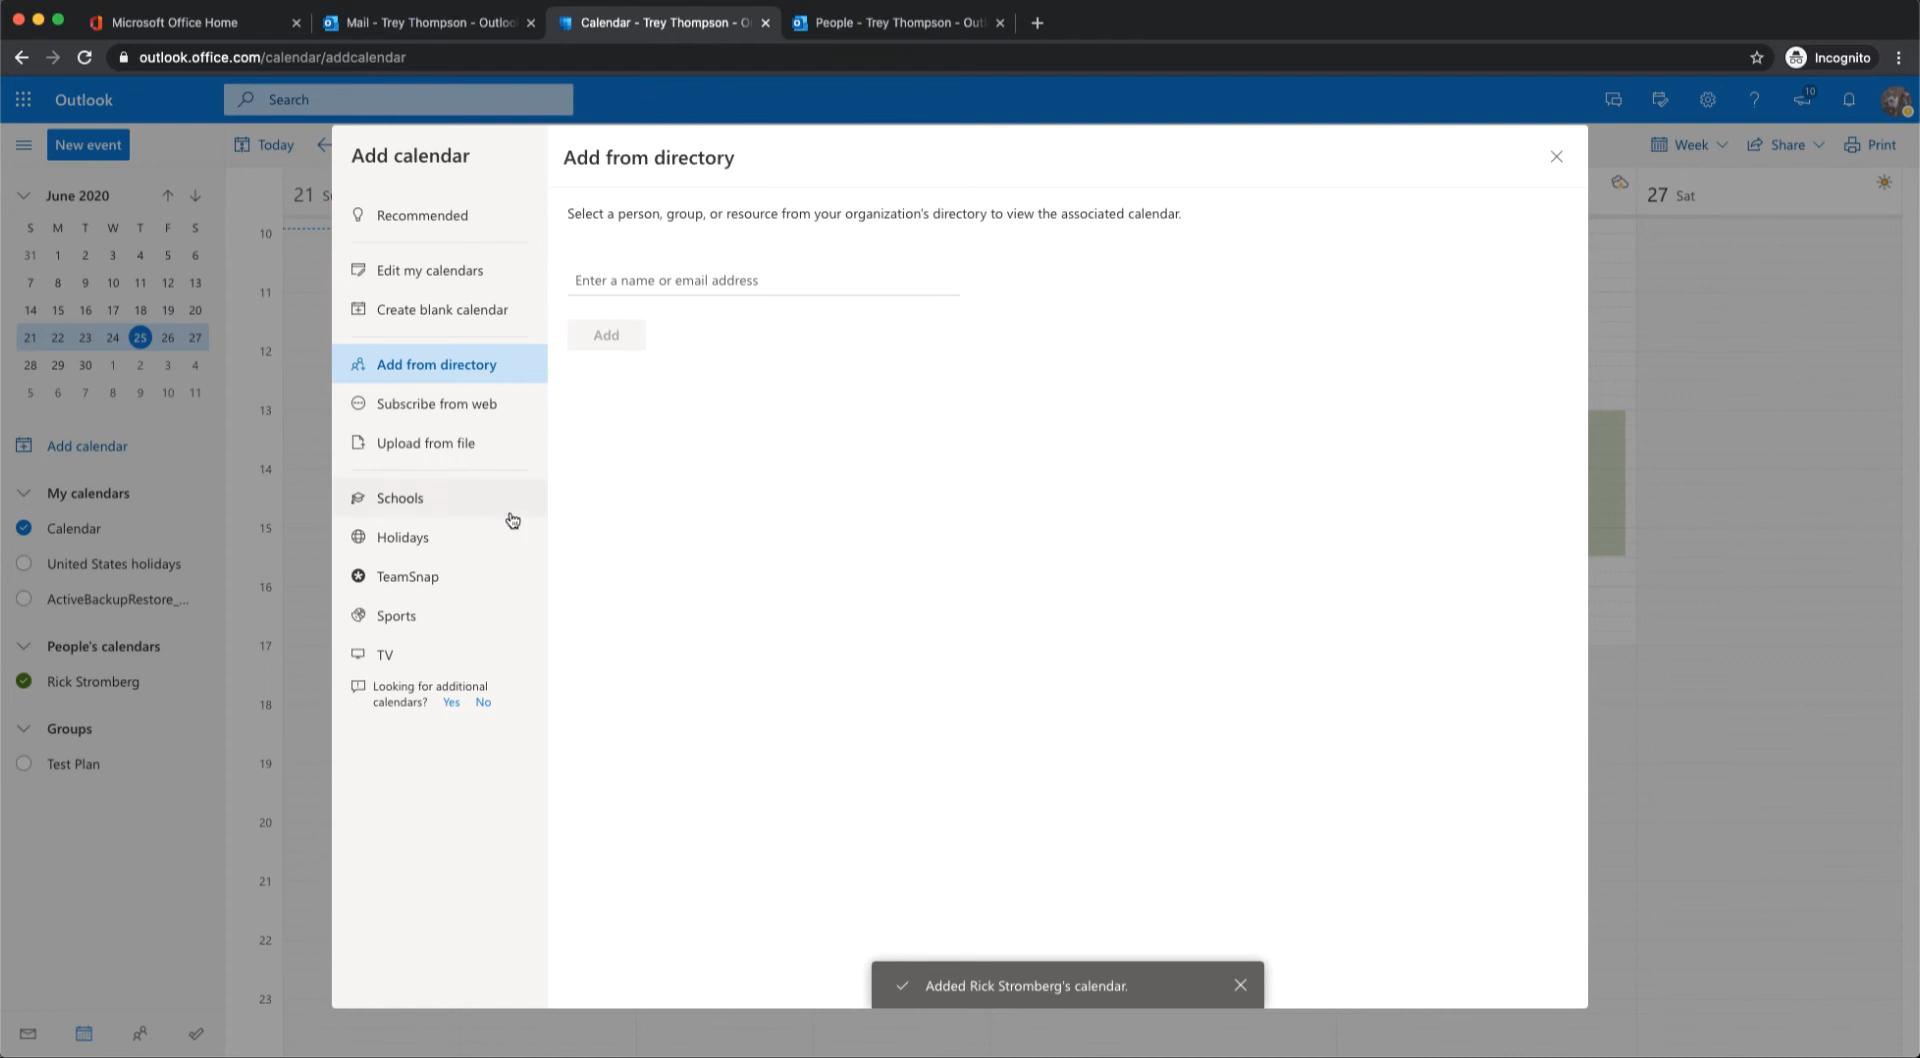 Microsoft Office Home
Mail - Trey Thompson - Outlo
Calendar - Trey Thompson - O
People - Trey Thompson - Out
outlook.office.com/calendar/addcalendar
Incognito
Outlook
Search
10
New event
Today
Week
Share
Print
June 2020
S M T W T F S
31 1 2 3 4 5 6
7 8 9 10 11 12 13
14 15 16 17 18 19 20
21 22 23 24 25 26 27
28 29 30 1 2 3 4
5 6 7 8 9 10 11
Add calendar
My calendars
Calendar
United States holidays
ActiveBackupRestore_...
People's calendars
Rick Stromberg
Groups
Test Plan
21 S
10
11
12
13
14
15
16
17
18
19
20
21
22
23
Add calendar
Recommended
Edit my calendars
Create blank calendar
Add from directory
Subscribe from web
Upload from file
Schools
Holidays
TeamSnap
Sports
TV
Looking for additional
calendars? Yes No
Add from directory
Select a person, group, or resource from your organization's directory to view the associated calendar.
Enter a name or email address
Add
27 Sat
Added Rick Stromberg's calendar.